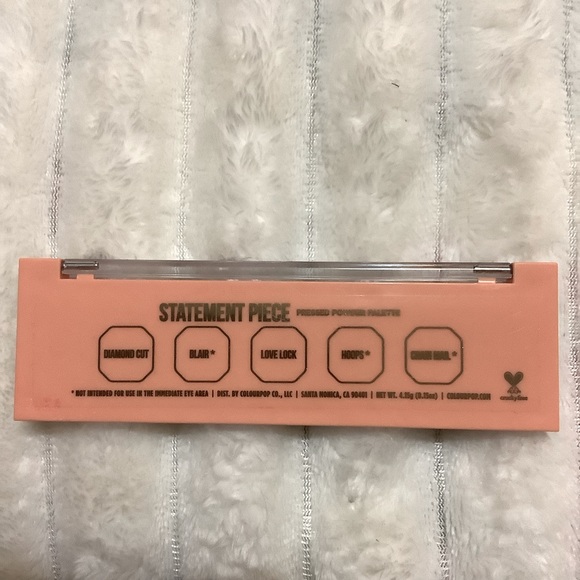 STATEMENT PIECE PRESSED POWDER PALETTE
DIAMOND CUT BLAIR* LOVE LOCK HOOPS* CHAIN MAIL*
* NOT INTENDED FOR USE IN THE IMMEDIATE EYE AREA | DIST. BY COLOURPOP CO., LLC | SANTA MONICA, CA 90401 | NET WT. 4.15g (0.15oz) | COLOURPOP.COM
crueltyfree